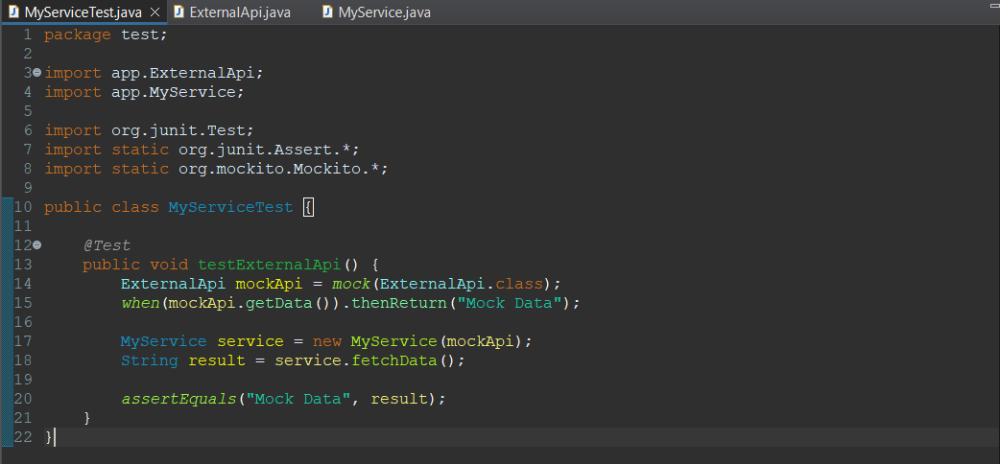 MyServiceTest.java ExternalApi.java MyService.java
1 package test;
2
3 import app.ExternalApi;
4 import app.MyService;
5
6 import org.junit.Test;
7 import static org.junit.Assert.*;
8 import static org.mockito.Mockito.*;
9
10 public class MyServiceTest {
11
12     @Test
13     public void testExternalApi() {
14         ExternalApi mockApi = mock(ExternalApi.class);
15         when(mockApi.getData()).thenReturn("Mock Data");
16
17         MyService service = new MyService(mockApi);
18         String result = service.fetchData();
19
20         assertEquals("Mock Data", result);
21     }
22 }